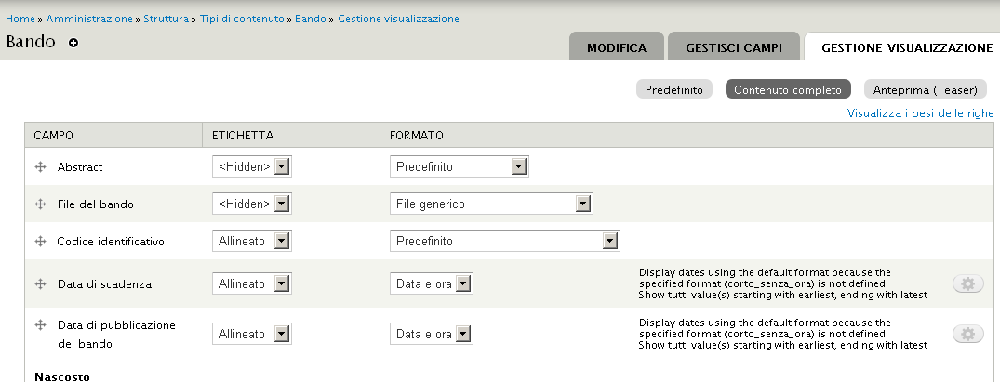 Home » Amministrazione » Struttura » Tipi di contenuto » Bando » Gestione visualizzazione
Bando
MODIFICA GESTISCI CAMPI GESTIONE VISUALIZZAZIONE
Predefinito Contenuto completo Anteprima (Teaser)
Visualizza i pesi delle righe
CAMPO ETICHETTA FORMATO
Abstract <Hidden> Predefinito
File del bando <Hidden> File generico
Codice identificativo Allineato Predefinito
Data di scadenza Allineato Data e ora
Display dates using the default format because the
specified format (corto_senza_ora) is not defined
Show tutti value(s) starting with earliest, ending with latest
Data di pubblicazione
del bando
Allineato Data e ora
Display dates using the default format because the
specified format (corto_senza_ora) is not defined
Show tutti value(s) starting with earliest, ending with latest
Nascosto